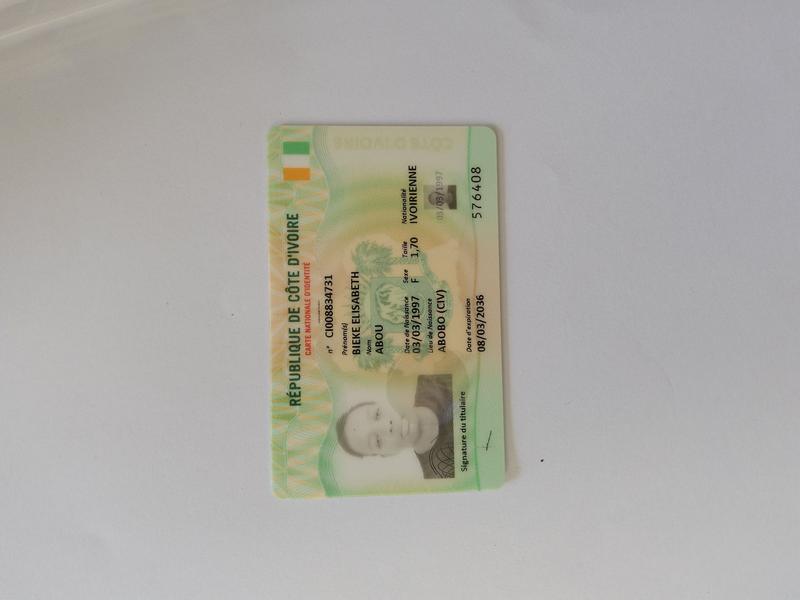 RÉPUBLIQUE DE CÔTE D'IVOIRE
CARTE NATIONALE D'IDENTITÉ
n° CI008834731
Prénom(s)
BIEKE ELISABETH
Nom
ABOU
Date de Naissance Sexe Taille Nationalité
03/03/1997 F 1,70 IVOIRIENNE
Lieu de Naissance
ABOBO (CIV)
03/03/1997
Date d'expiration
08/03/2036
576408
Signature du titulaire
CÔTE D'IVOIRE